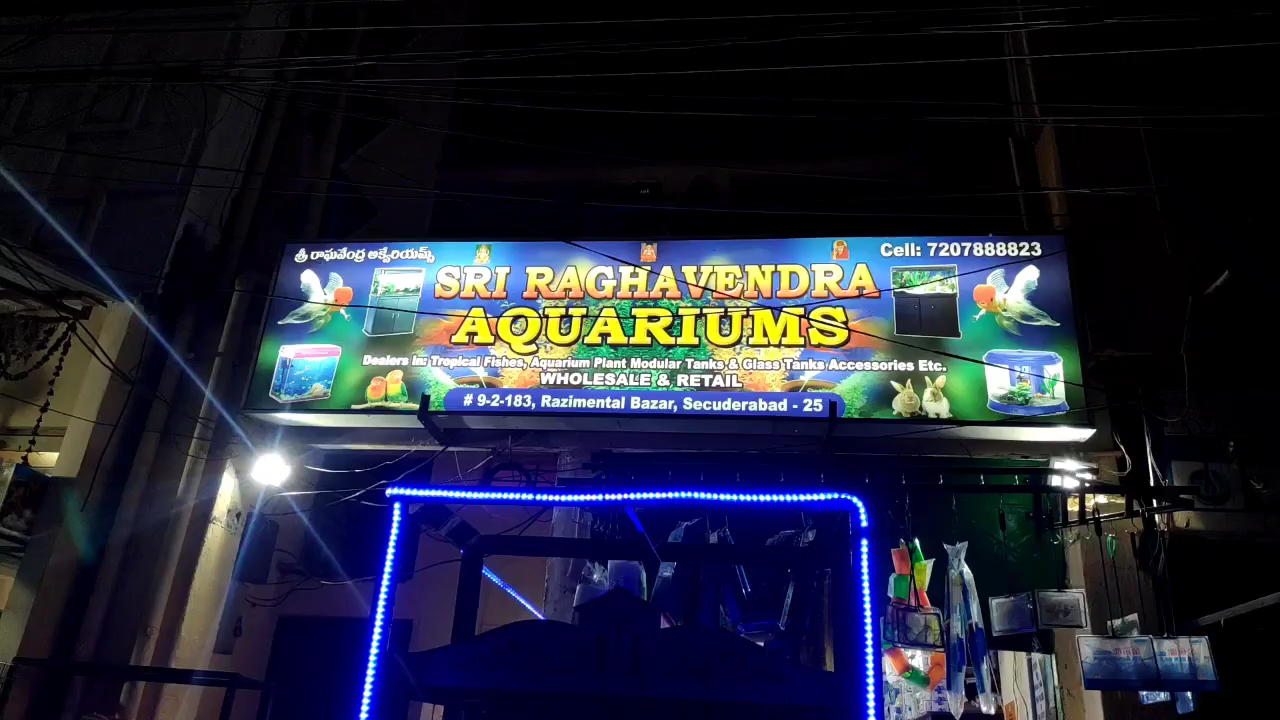 శ్రీ రాఘవేంద్ర అక్వేరియమ్స్
Cell: 7207888823
SRI RAGHAVENDRA
AQUARIUMS
Dealers in: Tropical Fishes, Aquarium Plant Modular Tanks & Glass Tanks Accessories Etc.
WHOLESALE & RETAIL
# 9-2-183, Razimental Bazar, Secuderabad - 25